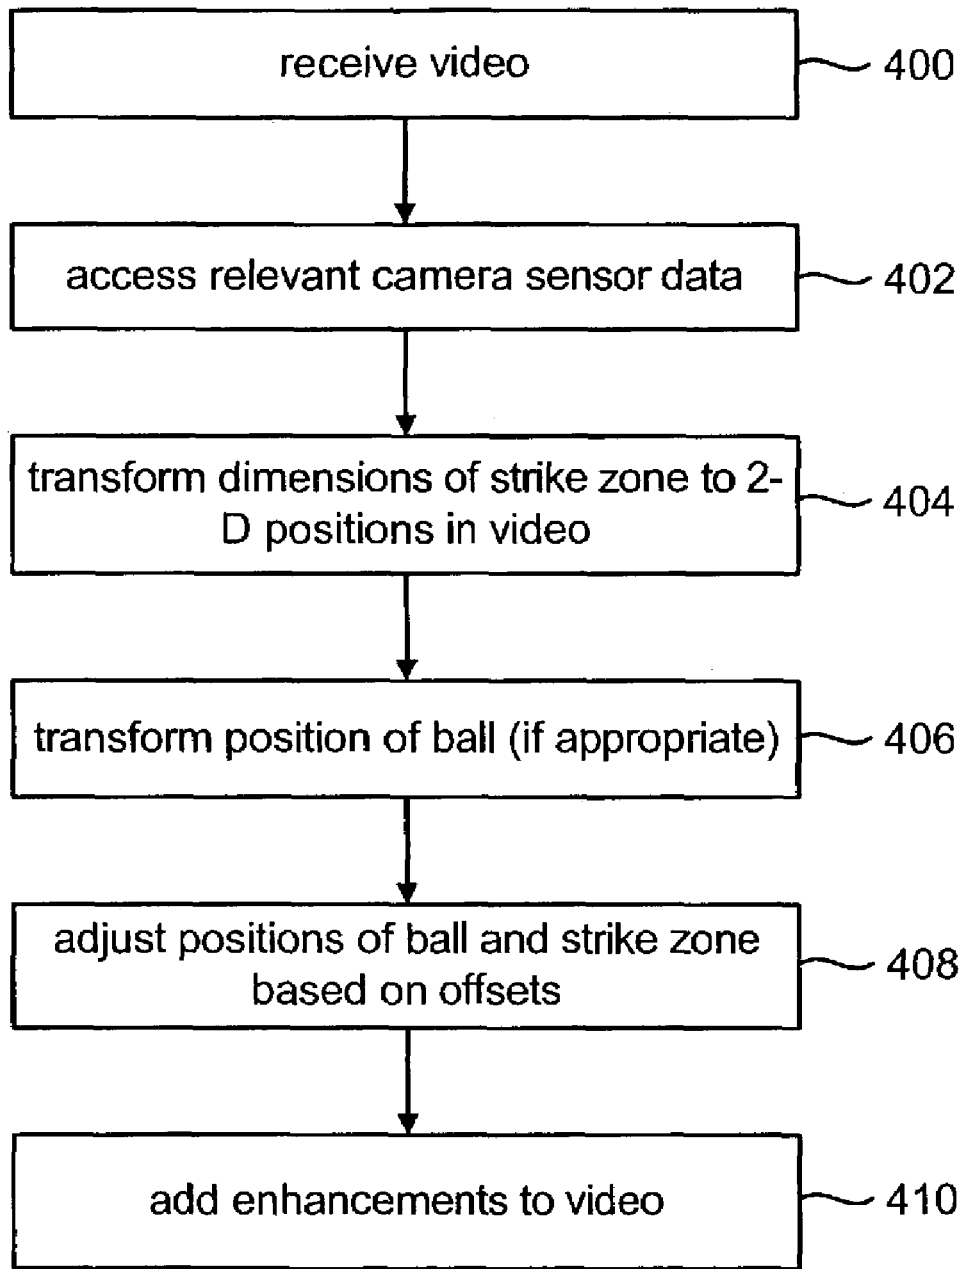 receive video
400
access relevant camera sensor data
402
transform dimensions of strike zone to 2-
D positions in video
404
transform position of ball (if appropriate)
406
adjust positions of ball and strike zone
based on offsets
408
add enhancements to video
410